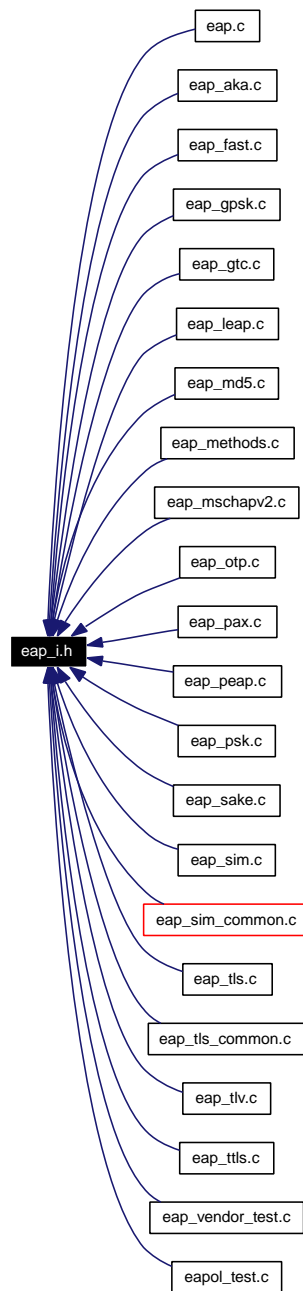 eap.c
eap_aka.c
eap_fast.c
eap_gpsk.c
eap_gtc.c
eap_leap.c
eap_md5.c
eap_methods.c
eap_mschapv2.c
eap_otp.c
eap_pax.c
eap_i.h
eap_peap.c
eap_psk.c
eap_sake.c
eap_sim.c
eap_sim_common.c
eap_tls.c
eap_tls_common.c
eap_tlv.c
eap_ttls.c
eap_vendor_test.c
eapol_test.c